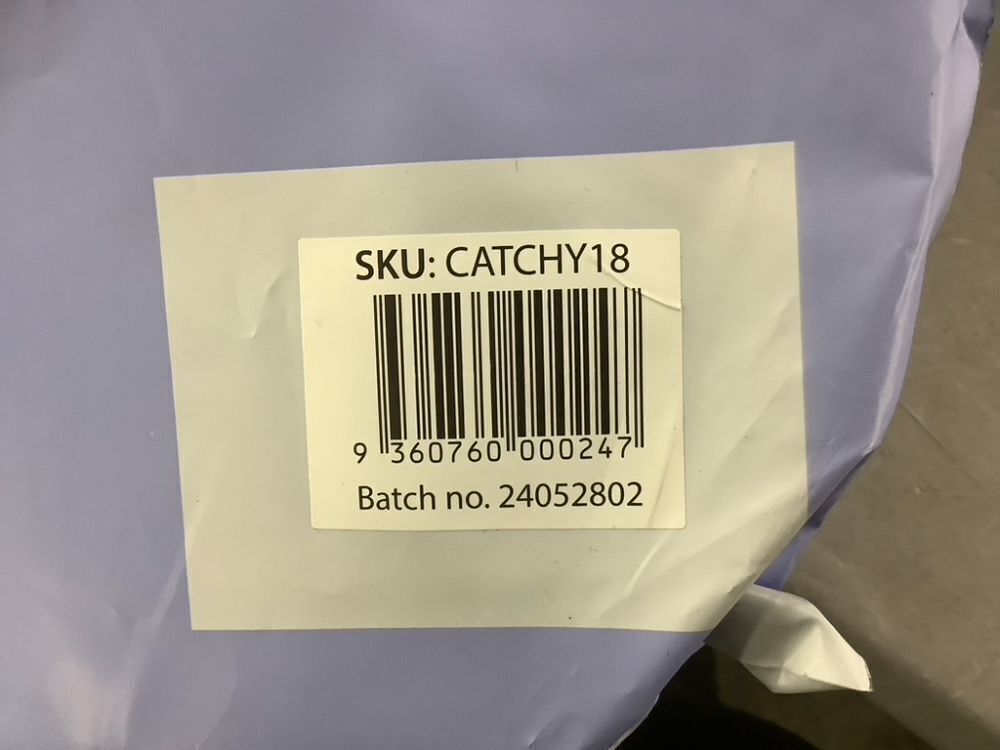 SKU: CATCHY18
9 360760 000247
Batch no. 24052802